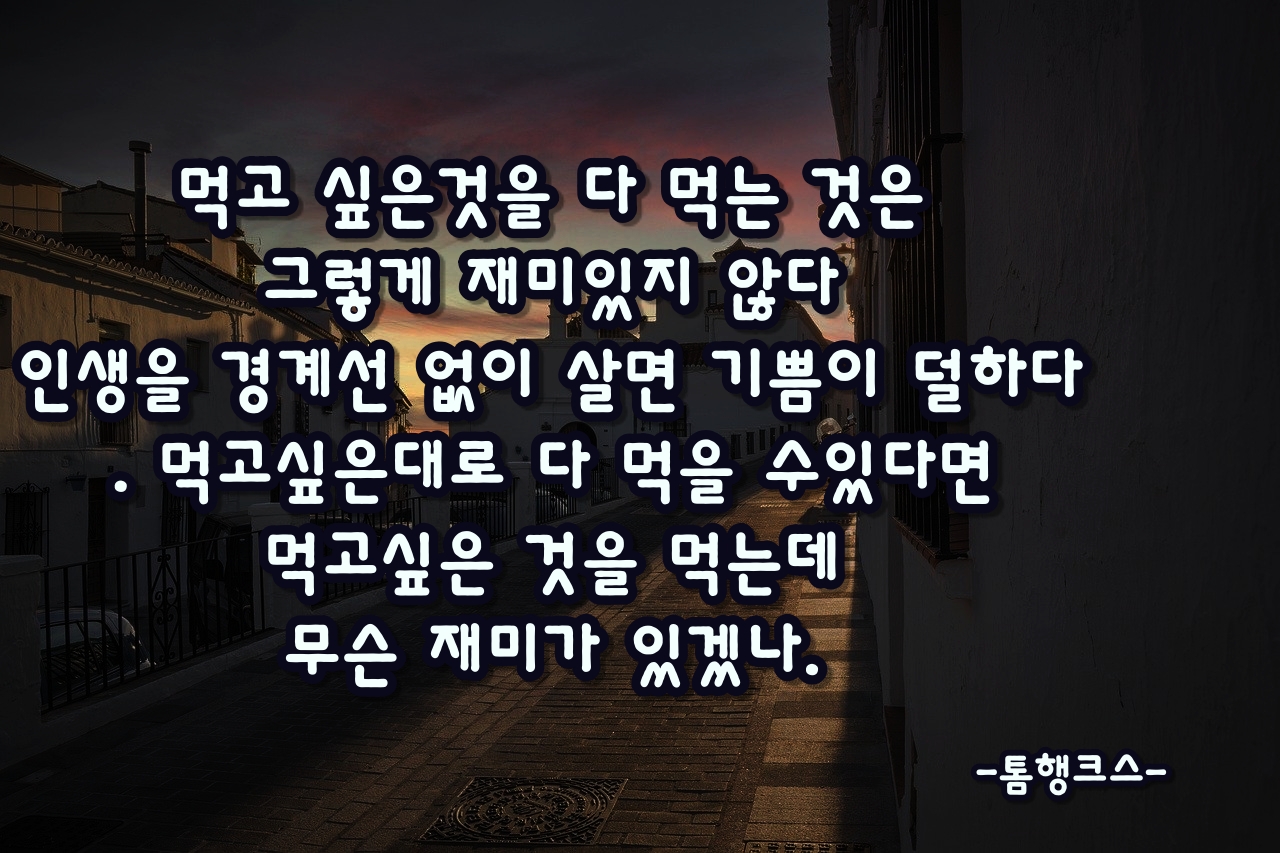 먹고 싶은것을 다 먹는 것은
그렇게 재미있지 않다
인생을 경계선 없이 살면 기쁨이 덜하다
. 먹고싶은대로 다 먹을 수있다면
먹고싶은 것을 먹는데
무슨 재미가 있겠나.
-톰행크스-